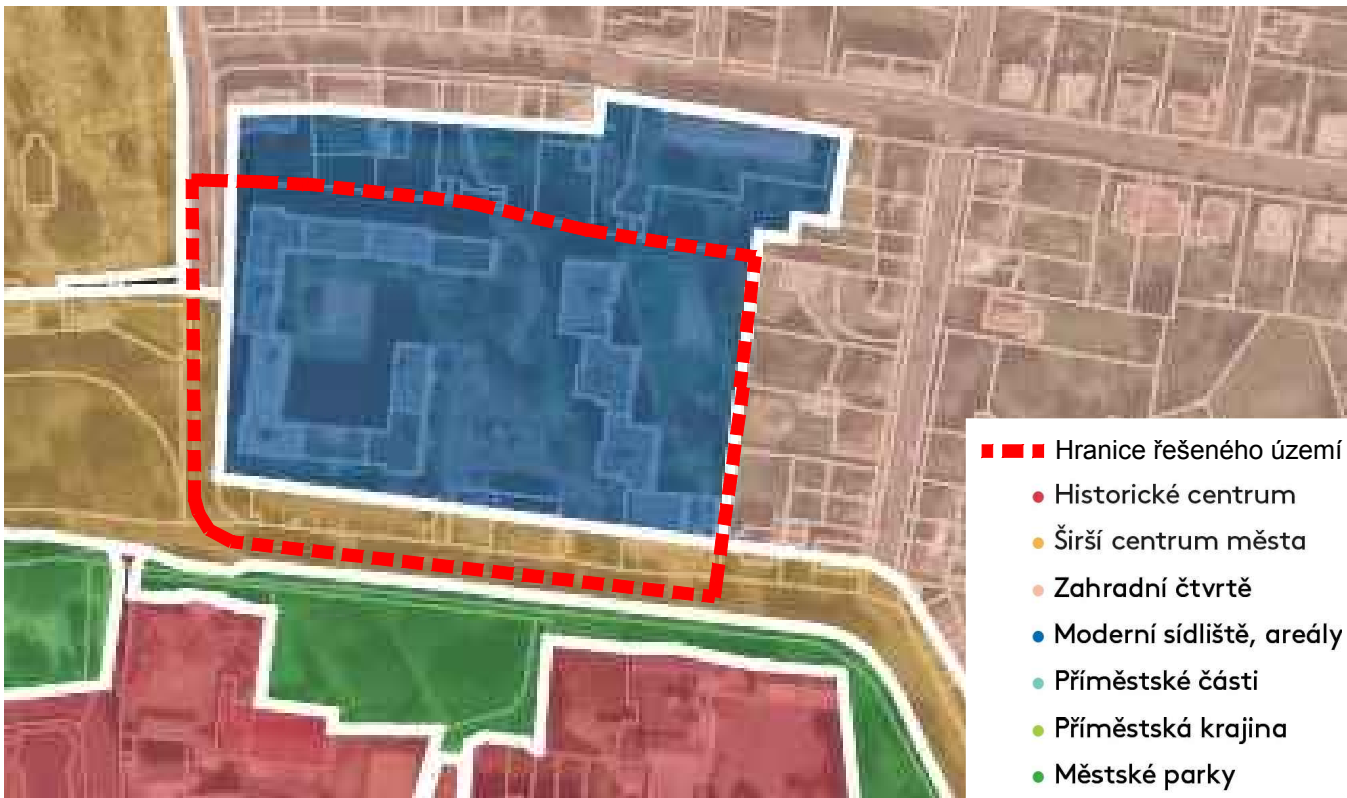 Hranice řešeného území
Historické centrum
Širší centrum města
Zahradní čtvrtě
Moderní sídliště, areály
Příměstské části
Příměstská krajina
Městské parky